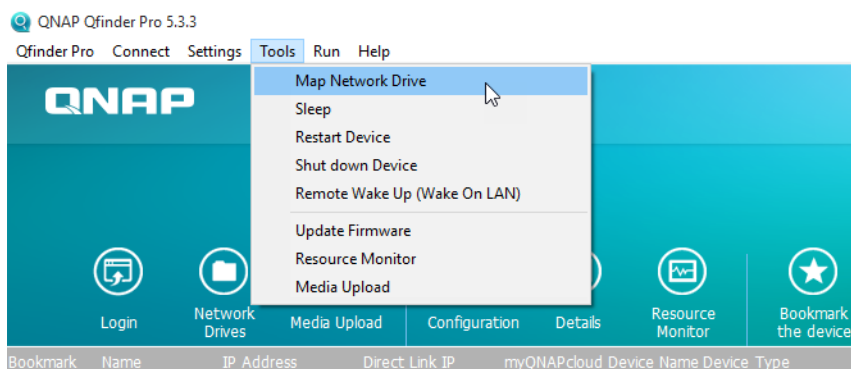 QNAP Qfinder Pro 5.3.3
Qfinder Pro Connect Settings Tools Run Help
QNAP
Map Network Drive
Sleep
Restart Device
Shut down Device
Remote Wake Up (Wake On LAN)
Update Firmware
Resource Monitor
Media Upload
Login
Network
Drives
Media Upload
Configuration
Details
Resource
Monitor
Bookmark
the device
Bookmark Name IP Address Direct Link IP myQNAPcloud Device Name Device Type